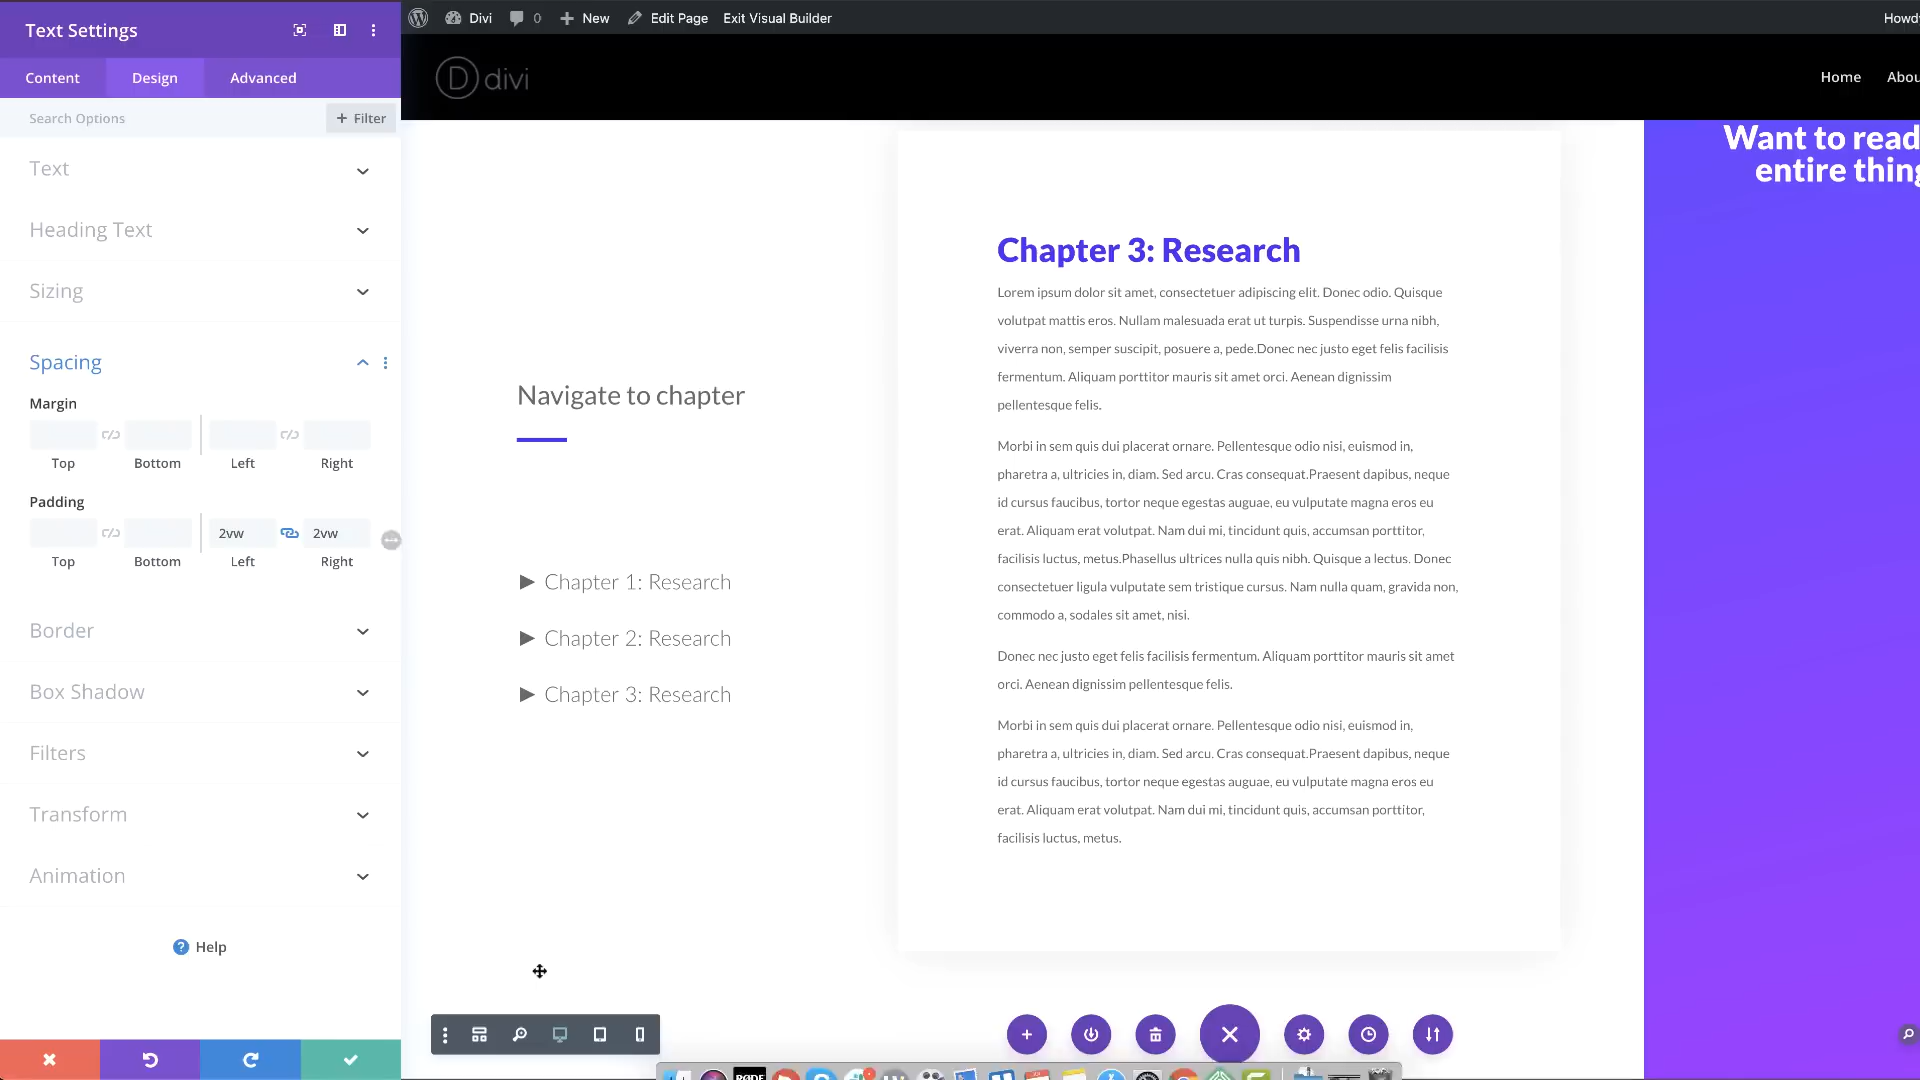 Text Settings
Content
Design
Advanced
Search Options
+ Filter
Text
Heading Text
Sizing
Spacing
Margin
Top
Bottom
Left
Right
Padding
2vw
2vw
Top
Bottom
Left
Right
Border
Box Shadow
Filters
Transform
Animation
Help
Divi
0
New
Edit Page
Exit Visual Builder
Howdy
divi
Home
Abou
Navigate to chapter
Chapter 1: Research
Chapter 2: Research
Chapter 3: Research
Chapter 3: Research
Lorem ipsum dolor sit amet, consectetuer adipiscing elit. Donec odio. Quisque
volutpat mattis eros. Nullam malesuada erat ut turpis. Suspendisse urna nibh,
viverra non, semper suscipit, posuere a, pede.Donec nec justo eget felis facilisis
fermentum. Aliquam porttitor mauris sit amet orci. Aenean dignissim
pellentesque felis.
Morbi in sem quis dui placerat ornare. Pellentesque odio nisi, euismod in,
pharetra a, ultricies in, diam. Sed arcu. Cras consequat.Praesent dapibus, neque
id cursus faucibus, tortor neque egestas auguae, eu vulputate magna eros eu
erat. Aliquam erat volutpat. Nam dui mi, tincidunt quis, accumsan porttitor,
facilisis luctus, metus.Phasellus ultrices nulla quis nibh. Quisque a lectus. Donec
consectetuer ligula vulputate sem tristique cursus. Nam nulla quam, gravida non,
commodo a, sodales sit amet, nisi.
Donec nec justo eget felis facilisis fermentum. Aliquam porttitor mauris sit amet
orci. Aenean dignissim pellentesque felis.
Morbi in sem quis dui placerat ornare. Pellentesque odio nisi, euismod in,
pharetra a, ultricies in, diam. Sed arcu. Cras consequat.Praesent dapibus, neque
id cursus faucibus, tortor neque egestas auguae, eu vulputate magna eros eu
erat. Aliquam erat volutpat. Nam dui mi, tincidunt quis, accumsan porttitor,
facilisis luctus, metus.
Want to read
entire thing
RØDE